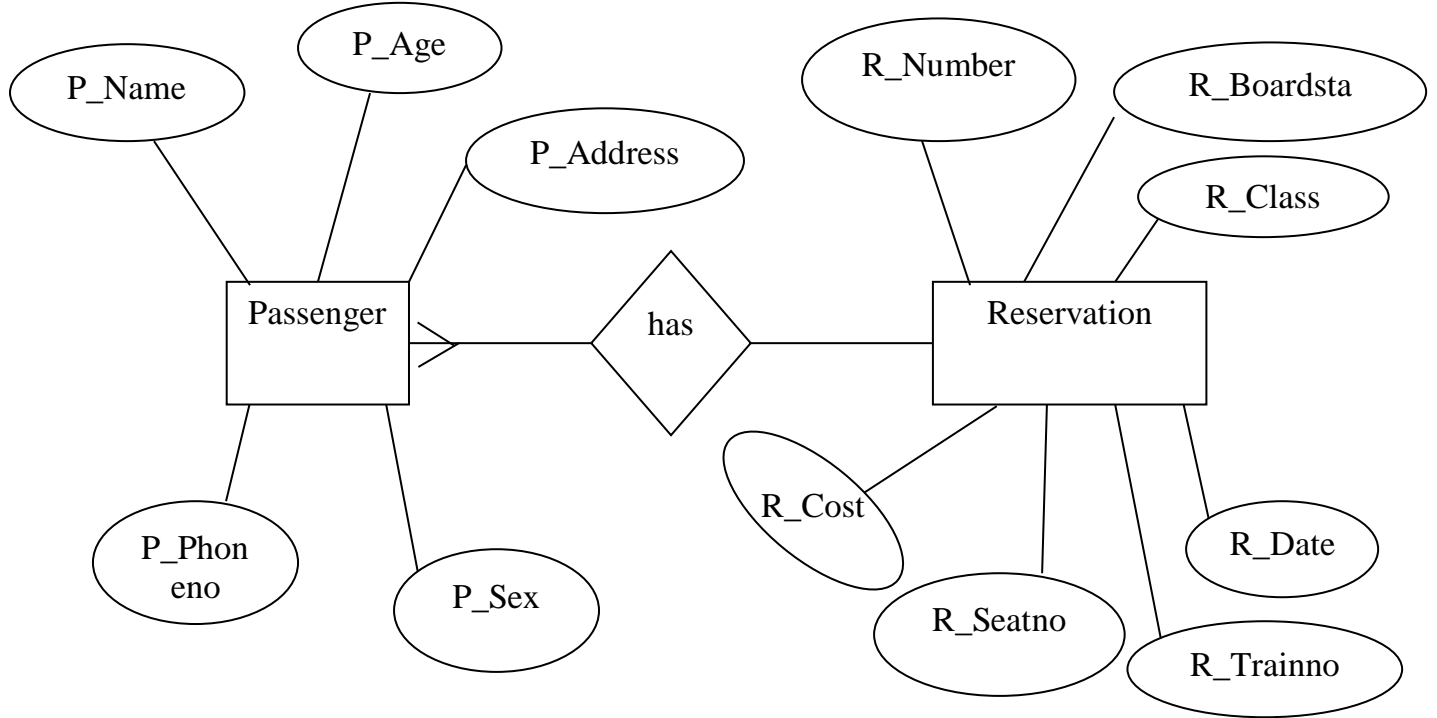 P_Age
P_Name
R_Number
R_Boardsta
P_Address
R_Class
Passenger
has
Reservation
R_Cost
P_Phon
eno
R_Date
P_Sex
R_Seatno
R_Trainno